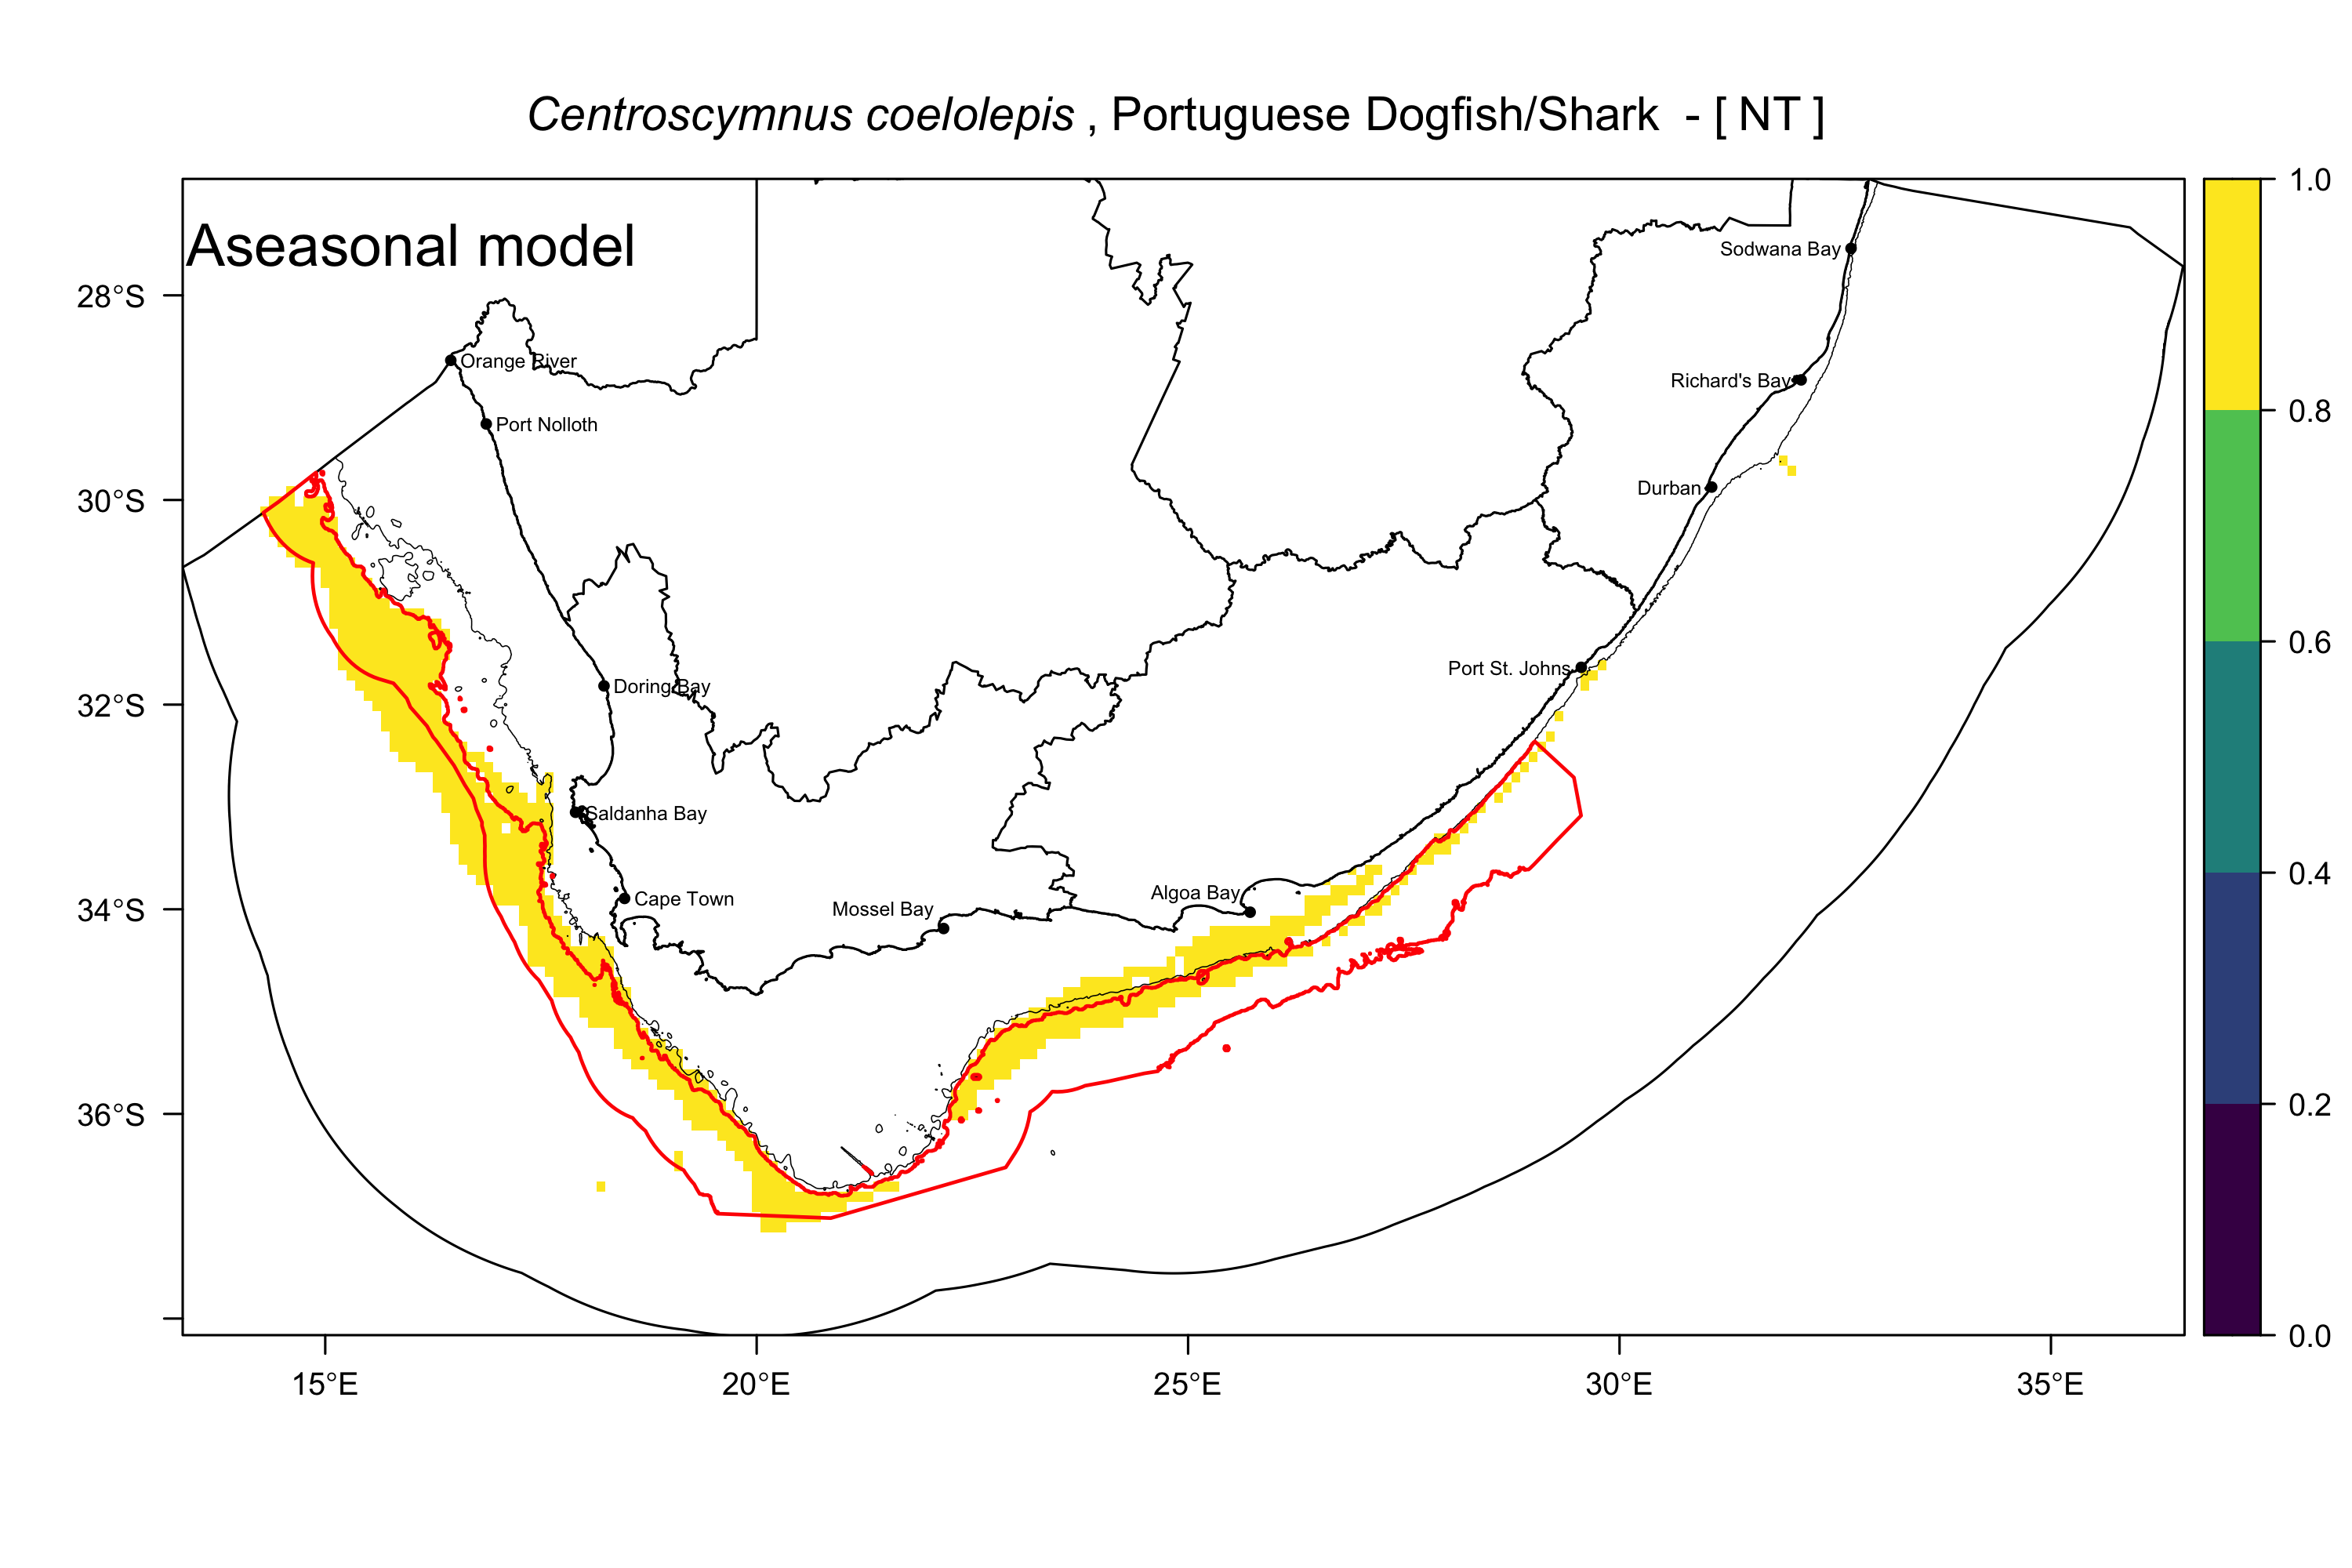 Centroscymnus coelolepis , Portuguese Dogfish/Shark - [ NT ]
Aseasonal model
Sodwana Bay
Orange River
Richard's Bay
Port Nolloth
Durban
Port St. Johns
Doring Bay
Saldanha Bay
Cape Town
Mossel Bay
Algoa Bay
28°S
30°S
32°S
34°S
36°S
15°E
20°E
25°E
30°E
35°E
1.0
0.8
0.6
0.4
0.2
0.0